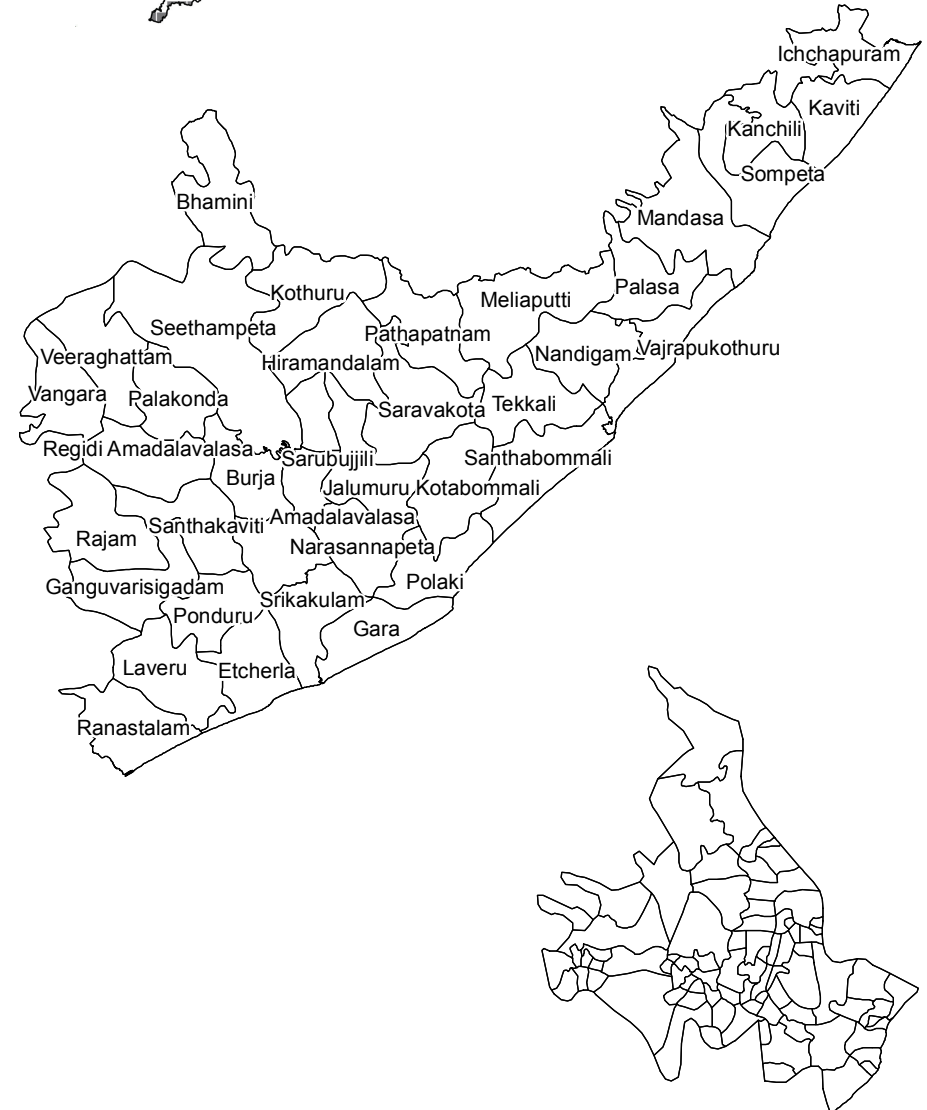 Ichchapuram
Kaviti
Kanchili
Sompeta
Bhamini
Mandasa
Palasa
Kothuru
Meliaputti
Seethampeta
Pathapatnam
Vajrapukothuru
Veeraghattam
Hiramandalam
Nandigam
Vangara
Palakonda
Saravakota
Tekkali
Regidi Amadalavalasa
Sarubujjili
Santhabommali
Burja
Jalumuru
Kotabommali
Santhakaviti
Amadalavalasa
Rajam
Narasannapeta
Polaki
Ganguvarisigadam
Srikakulam
Ponduru
Gara
Laveru
Etcherla
Ranastalam